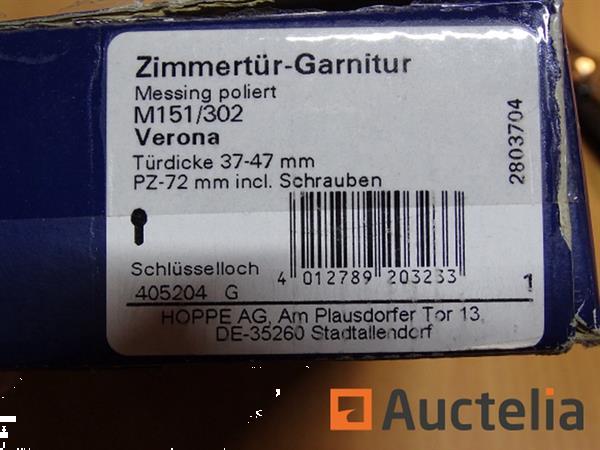 Zimmertür-Garnitur
Messing poliert
M151/302
Verona
Türdicke 37-47 mm
PZ-72 mm incl. Schrauben
2803704
Schlüsselloch
405204 G
4 012789 203233
1
HOPPE AG, Am Plausdorfer Tor 13,
DE-35260 Stadtallendorf
Auctelia